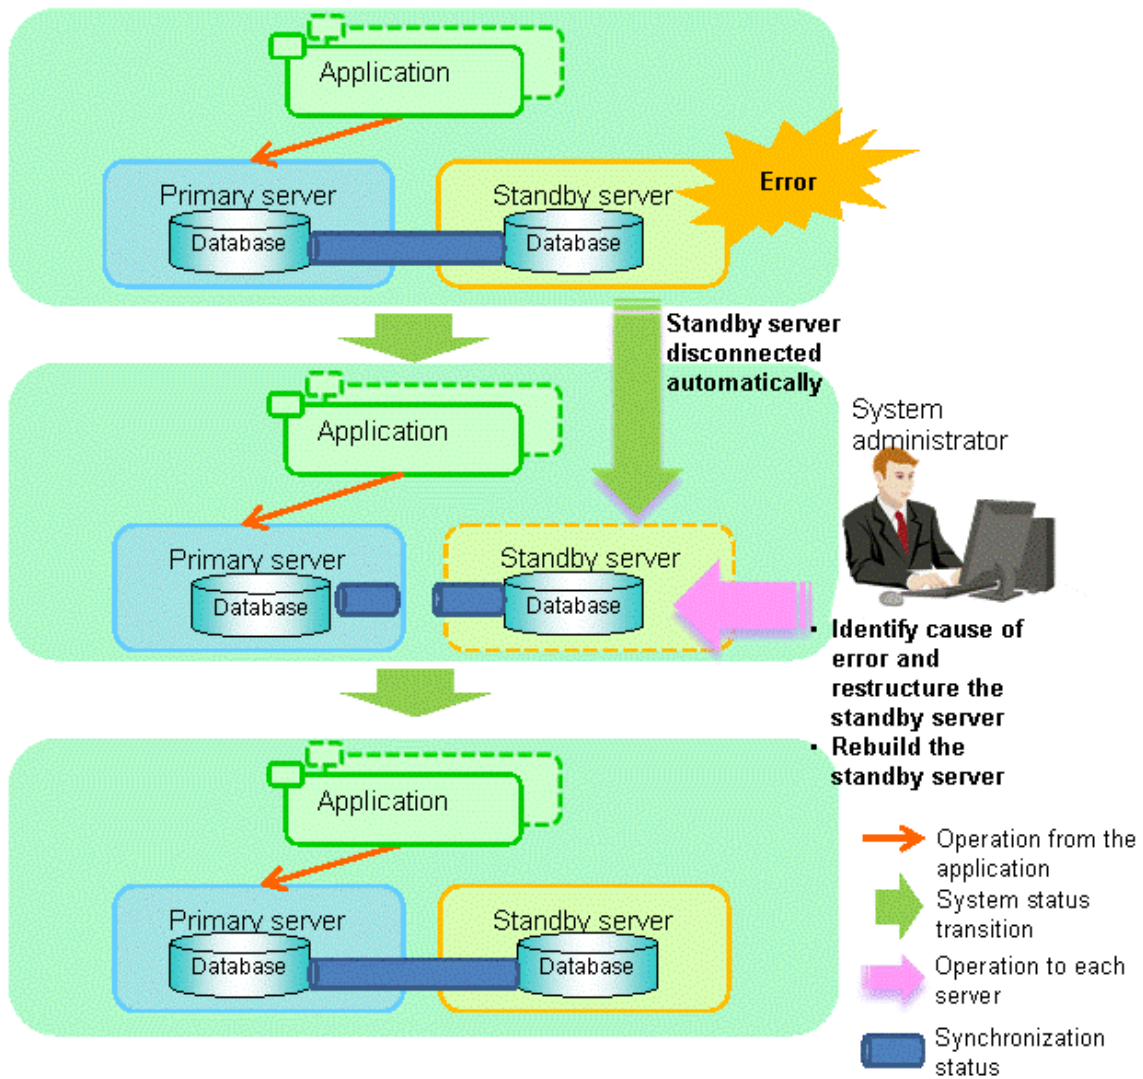 Application
Error
Primary server
Standby server
Database
Database
Standby server
disconnected
automatically
Application
System
administrator
Primary server
Standby server
Database
Database
▪ Identify cause of
error and
restructure the
standby server
▪ Rebuild the
standby server
Application
Primary server
Standby server
Database
Database
Operation from the
application
System status
transition
Operation to each
server
Synchronization
status